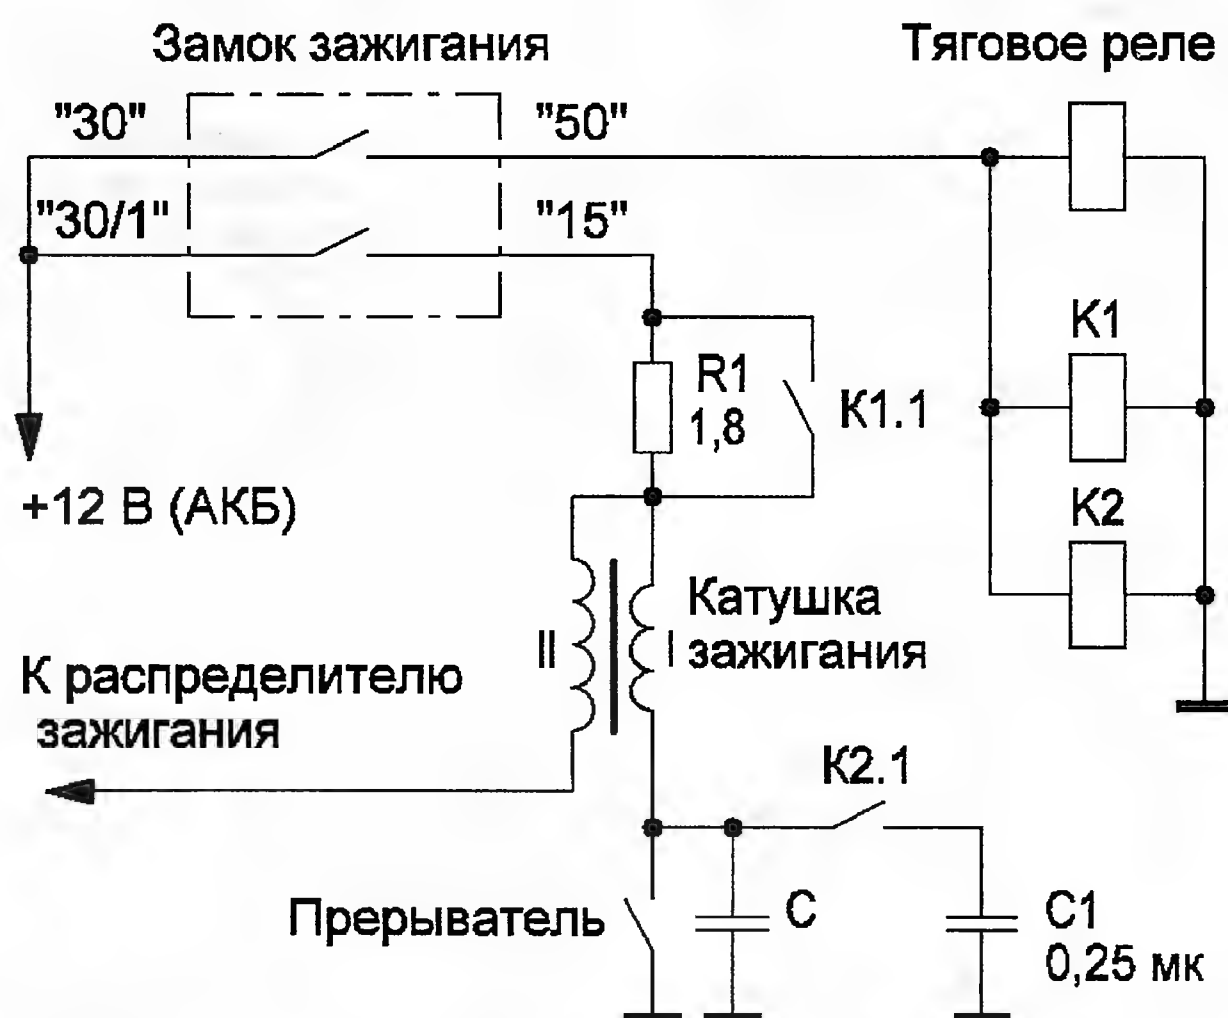 Замок зажигания
Тяговое реле
"30"
"50"
"30/1"
"15"
K1
R1
1,8
K1.1
+12 В (АКБ)
K2
Катушка
II
I зажигания
К распределителю
зажигания
K2.1
Прерыватель
C
C1
0,25 мк